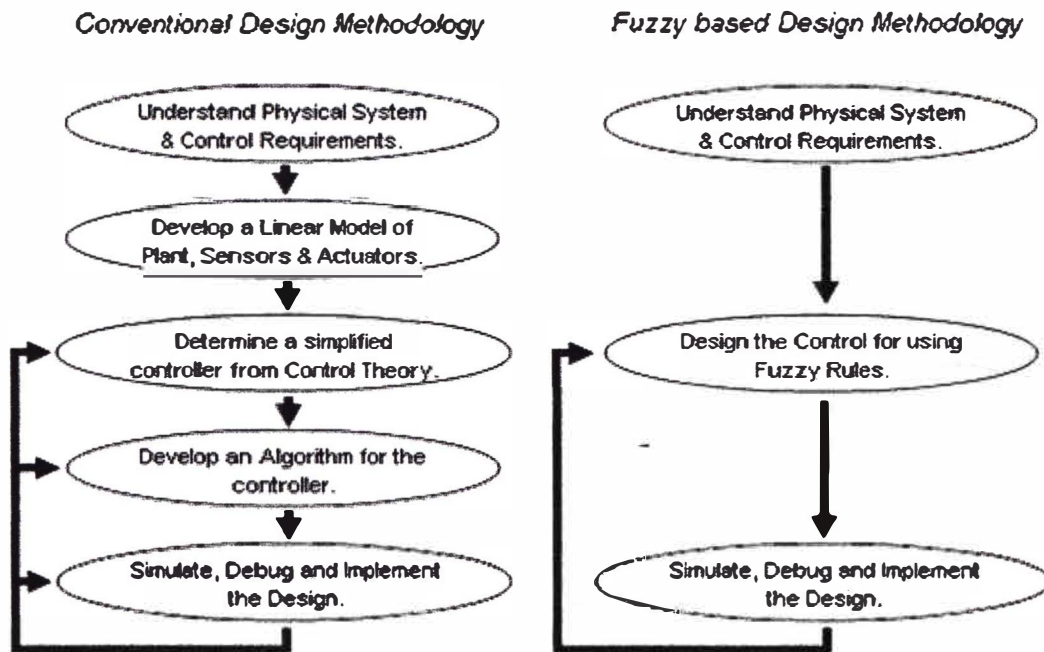 Conventional Design Methodology
Understand Physical System
& Control Requirements.
Develop a Linear Model of
Plant, Sensors & Actuators.
Determine a simplified
controller from Control Theory.
Develop an Algorithm for the
controller.
Simulate, Debug and Implement
the Design.
Fuzzy based Design Methodology
Understand Physical System
& Control Requirements.
Design the Control for using
Fuzzy Rules.
Simulate, Debug and Implement
the Design.